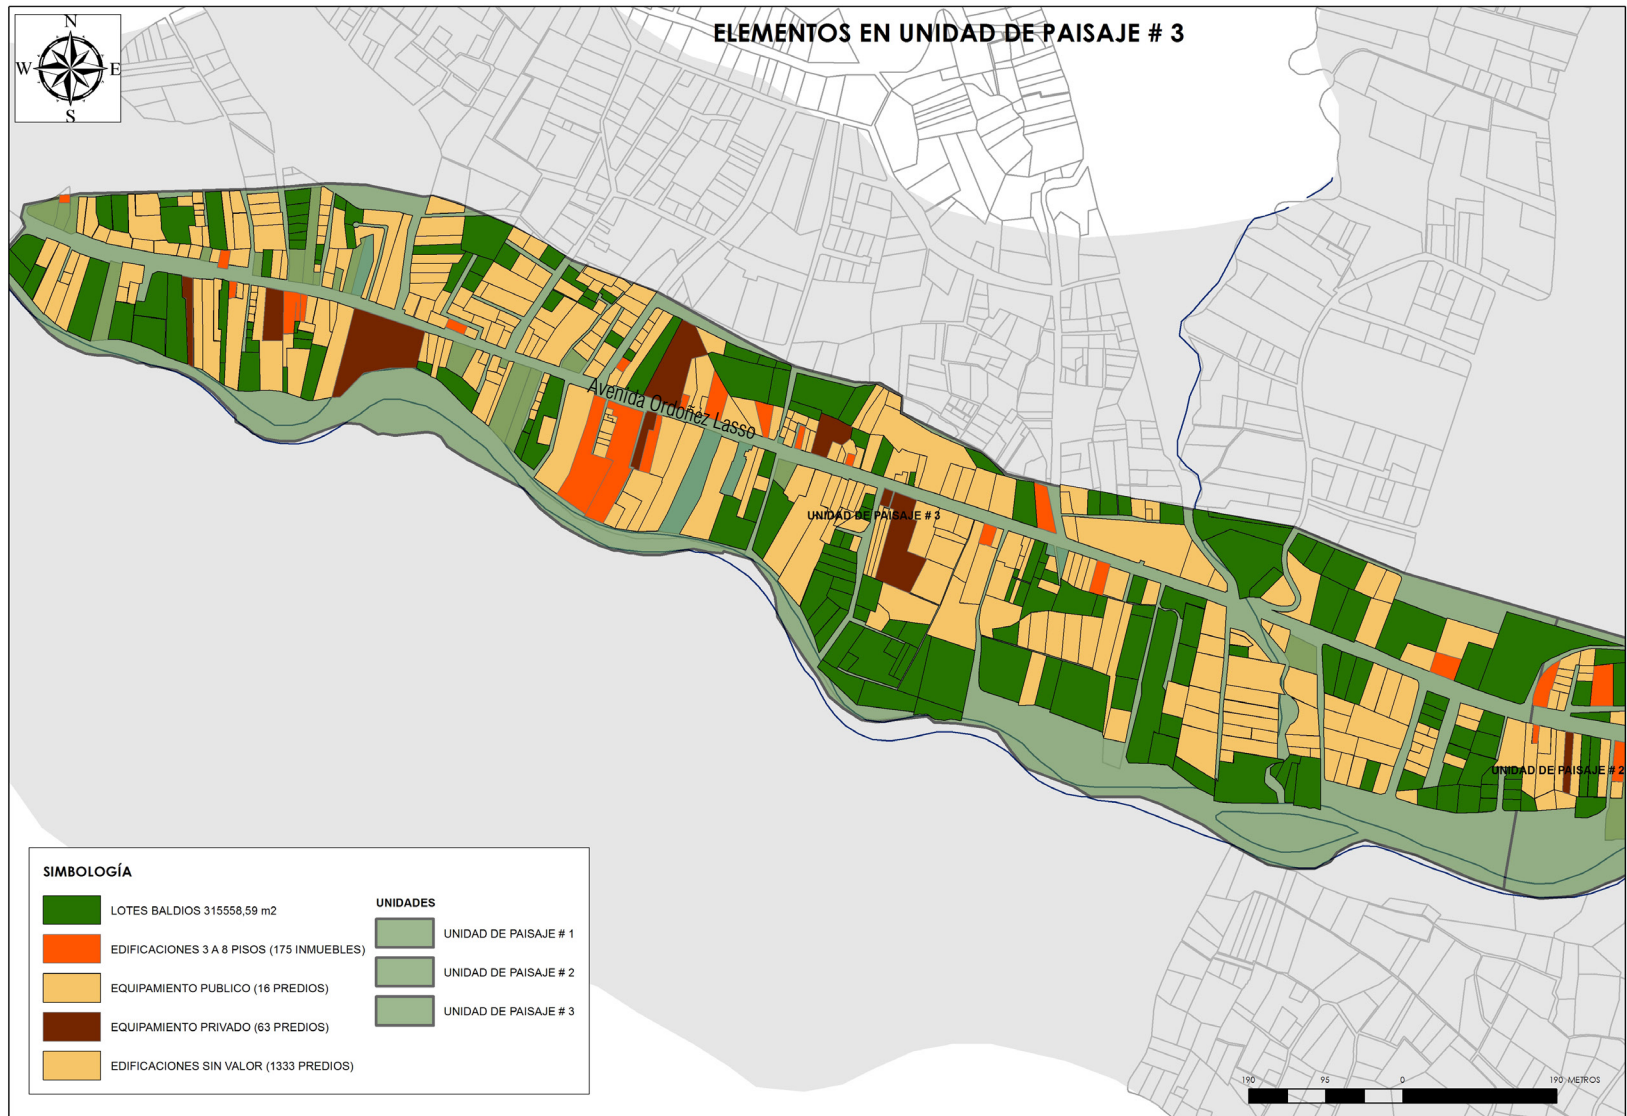 ELEMENTOS EN UNIDAD DE PAISAJE # 3
N
W E
S
Avenida Ordoñez Lasso
UNIDAD DE PAISAJE # 3
UNIDAD DE PAISAJE # 2
SIMBOLOGÍA
LOTES BALDIOS 315558,59 m2
EDIFICACIONES 3 A 8 PISOS (175 INMUEBLES)
EQUIPAMIENTO PUBLICO (16 PREDIOS)
EQUIPAMIENTO PRIVADO (63 PREDIOS)
EDIFICACIONES SIN VALOR (1333 PREDIOS)
UNIDADES
UNIDAD DE PAISAJE # 1
UNIDAD DE PAISAJE # 2
UNIDAD DE PAISAJE # 3
190 95 0 190 METROS